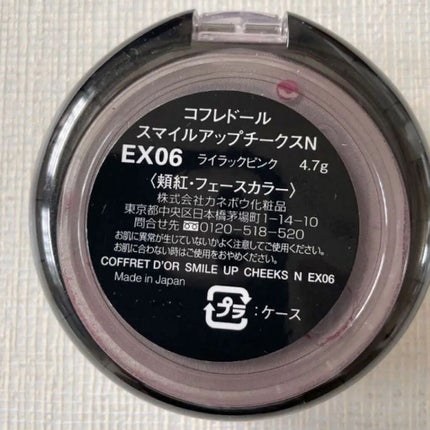 コフレドール
スマイルアップチークスN
EX06 ライラックピンク 4.7g
〈頬紅・フェースカラー〉
株式会社カネボウ化粧品
東京都中央区日本橋茅場町1-14-10
問合せ先 ☎0120-518-520
お肌に異常が生じていないかよく注意して使用してください。
お肌に合わない時はご使用をおやめください。
COFFRET D'OR SMILE UP CHEEKS N EX06
Made in Japan
プラ:ケース